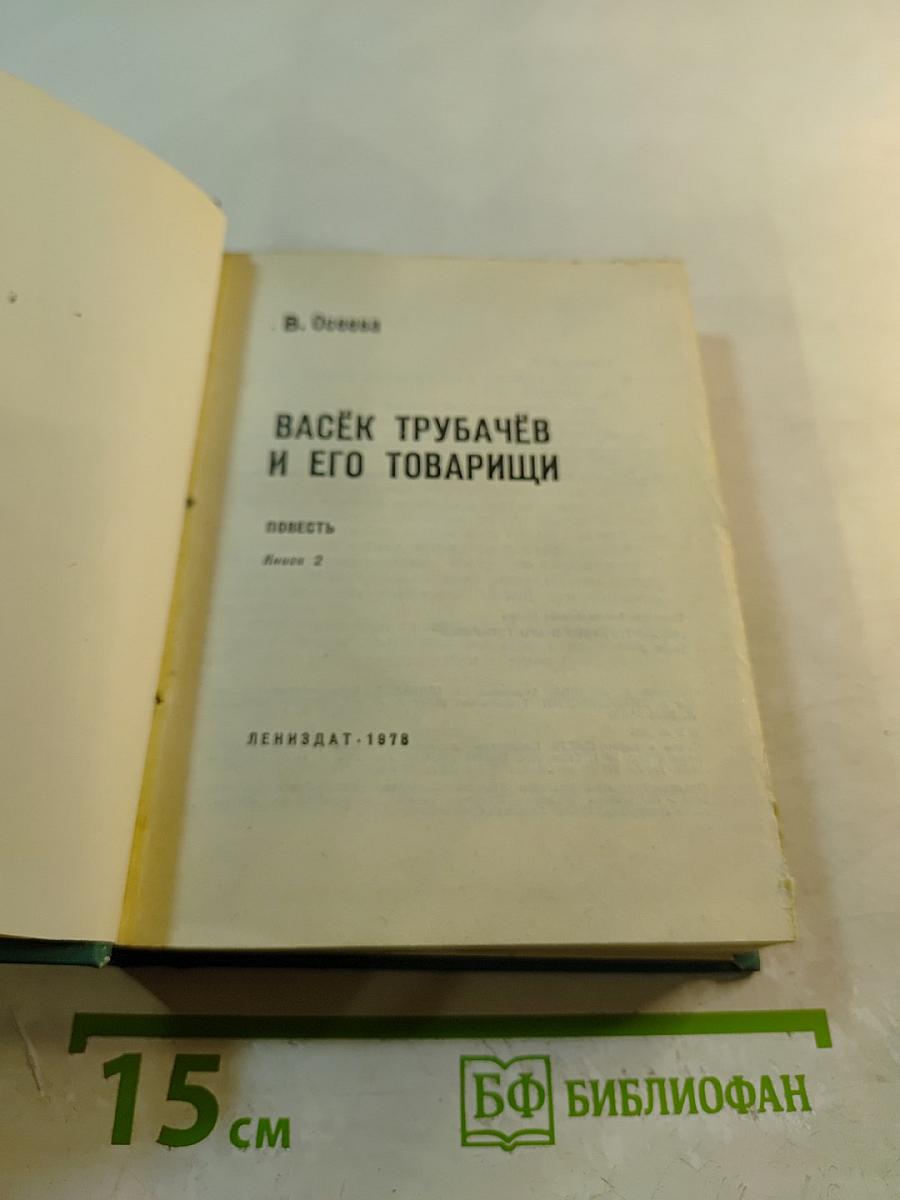 В. Осеева
ВАСЁК ТРУБАЧЁВ
И ЕГО ТОВАРИЩИ
ПОВЕСТЬ
Книга 2
ЛЕНИЗДАТ·1978
15 см
БФ БИБЛИОФАН